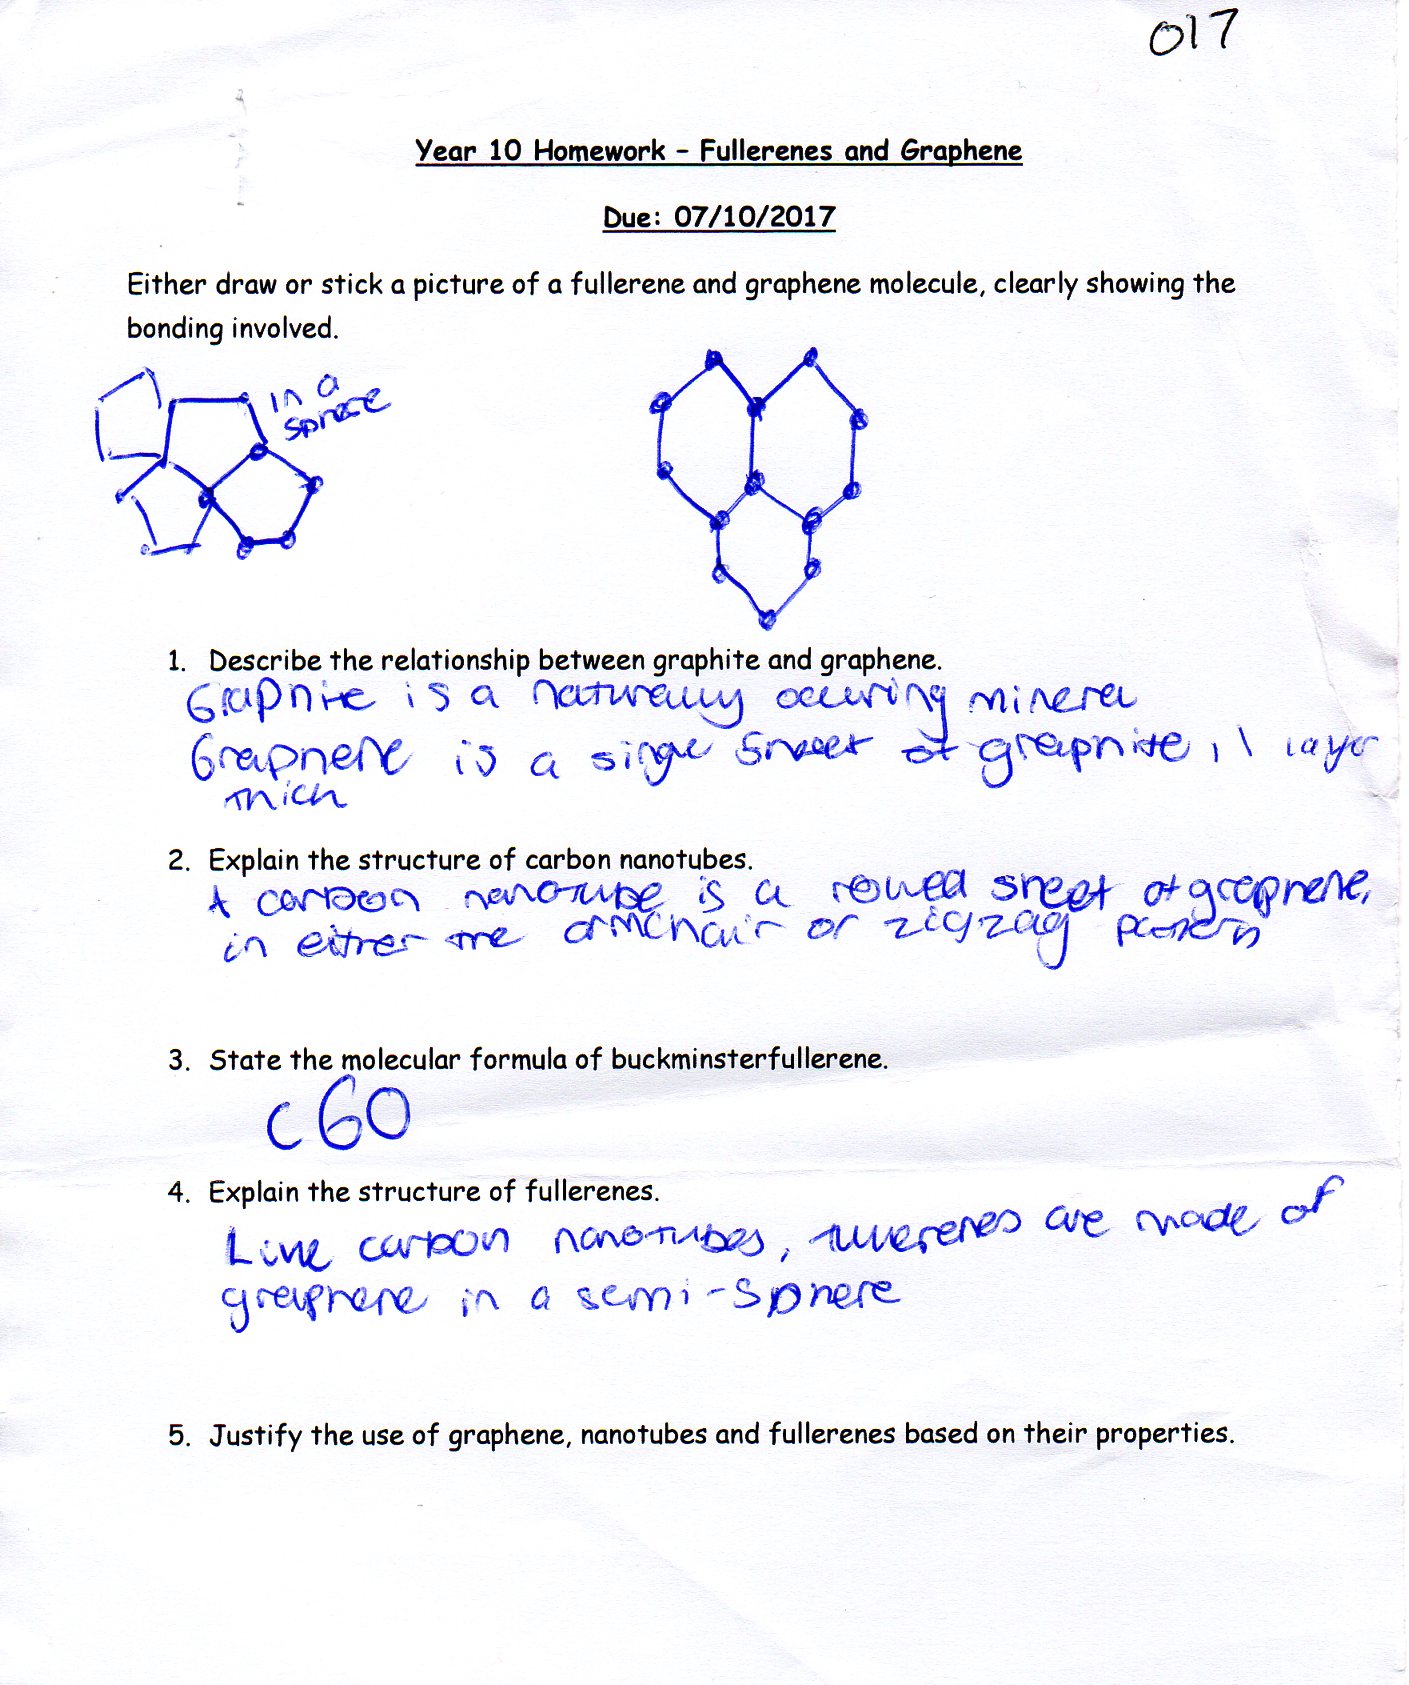 017
Year 10 Homework – Fullerenes and Graphene
Due: 07/10/2017
Either draw or stick a picture of a fullerene and graphene molecule, clearly showing the
bonding involved.
in a
sphere
1. Describe the relationship between graphite and graphene.
Graphite is a naturally occuring mineral
Graphene is a single sheet of graphite, 1 layer
thick
2. Explain the structure of carbon nanotubes.
A carbon nanotube is a rolled sheet of graphene,
in either the armchair or zigzag pattern
3. State the molecular formula of buckminsterfullerene.
C60
4. Explain the structure of fullerenes.
Like carbon nanotubes, fullerenes are made of
graphene in a semi-sphere
5. Justify the use of graphene, nanotubes and fullerenes based on their properties.